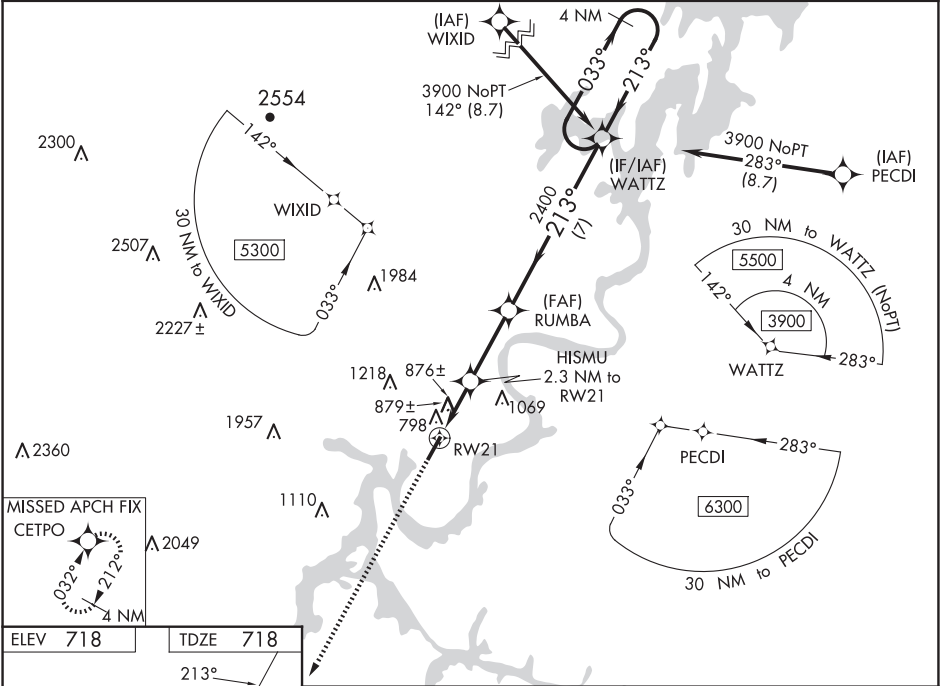 (IAF)
WIXID
4 NM
033°
213°
3900 NoPT
142° (8.7)
2554
2300
142°
WIXID
30 NM to WIXID
5300
033°
2507
2227±
1984
(IF/IAF)
WATTZ
3900 NoPT
283°
(8.7)
(IAF)
PECDI
2400
213°
(7)
30 NM to WATTZ (NoPT)
5500
4 NM
142°
3900
283°
WATTZ
(FAF)
RUMBA
HISMU
2.3 NM to
RW21
1218
876±
879±
798
1069
RW21
1957
2360
1110
PECDI
283°
033°
6300
30 NM to PECDI
MISSED APCH FIX
CETPO
032°
212°
4 NM
2049
ELEV 718
TDZE 718
213°